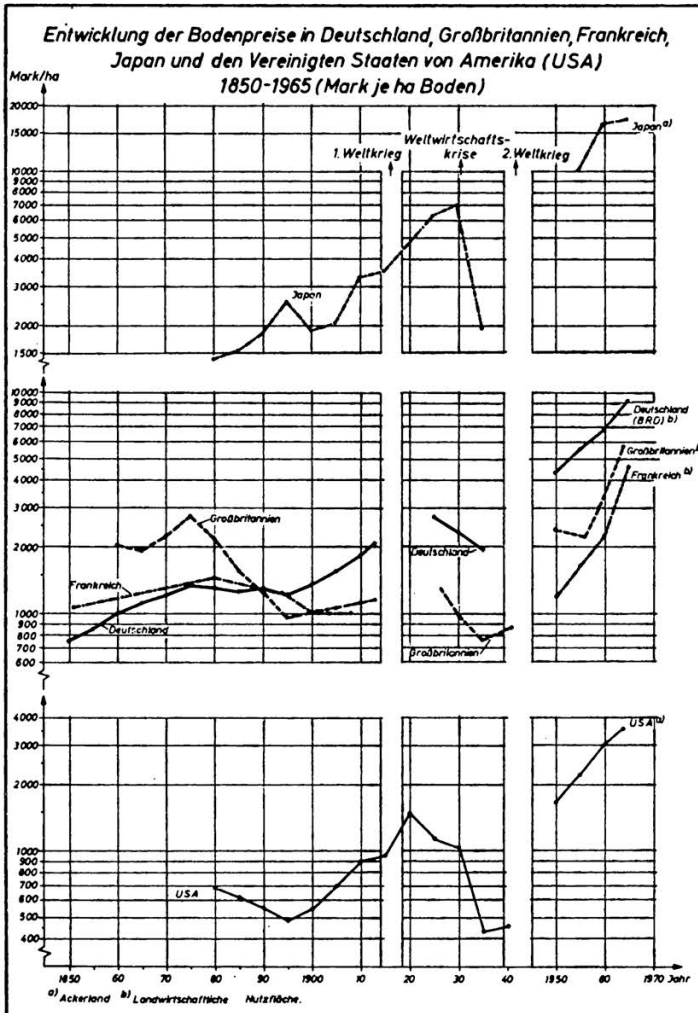 Entwicklung der Bodenpreise in Deutschland, Großbritannien, Frankreich,
Japan und den Vereinigten Staaten von Amerika (USA)
1850-1965 (Mark je ha Boden)
Mark/ha
20000
15000
10000
9000
8000
7000
6000
5000
4000
3000
2000
1500
1. Weltkrieg
Weltwirtschafts-
krise
2. Weltkrieg
Japan a)
Japan
10000
9000
8000
7000
6000
5000
4000
3000
2000
1000
900
800
700
600
Großbritannien
Frankreich
Deutschland
Deutschland
Großbritannien
Deutschland
(BRD) b)
Großbritannien
Frankreich b)
4000
3000
2000
1000
900
800
700
600
500
400
USA
USA b)
1850 60 70 80 90 1900 10 20 30 40 1950 60 1970 Jahr
a) Ackerland b) Landwirtschaftliche Nutzfläche.